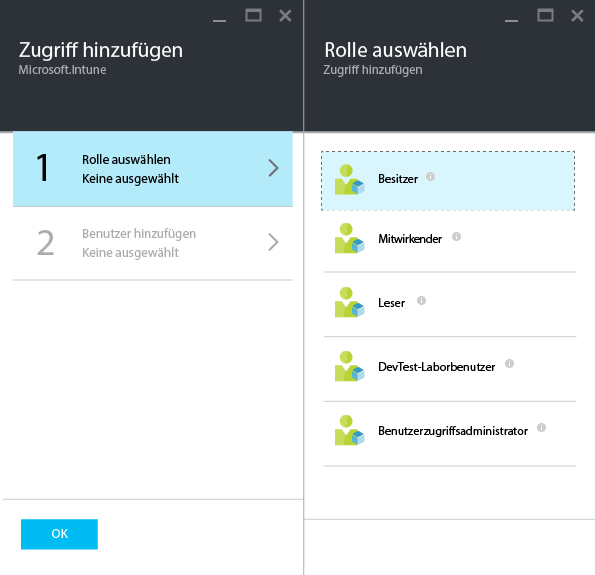 Zugriff hinzufügen
Microsoft.Intune
1
Rolle auswählen
Keine ausgewählt
2
Benutzer hinzufügen
Keine ausgewählt
OK
Rolle auswählen
Zugriff hinzufügen
Besitzer
Mitwirkender
Leser
DevTest-Laborbenutzer
Benutzerzugriffsadministrator